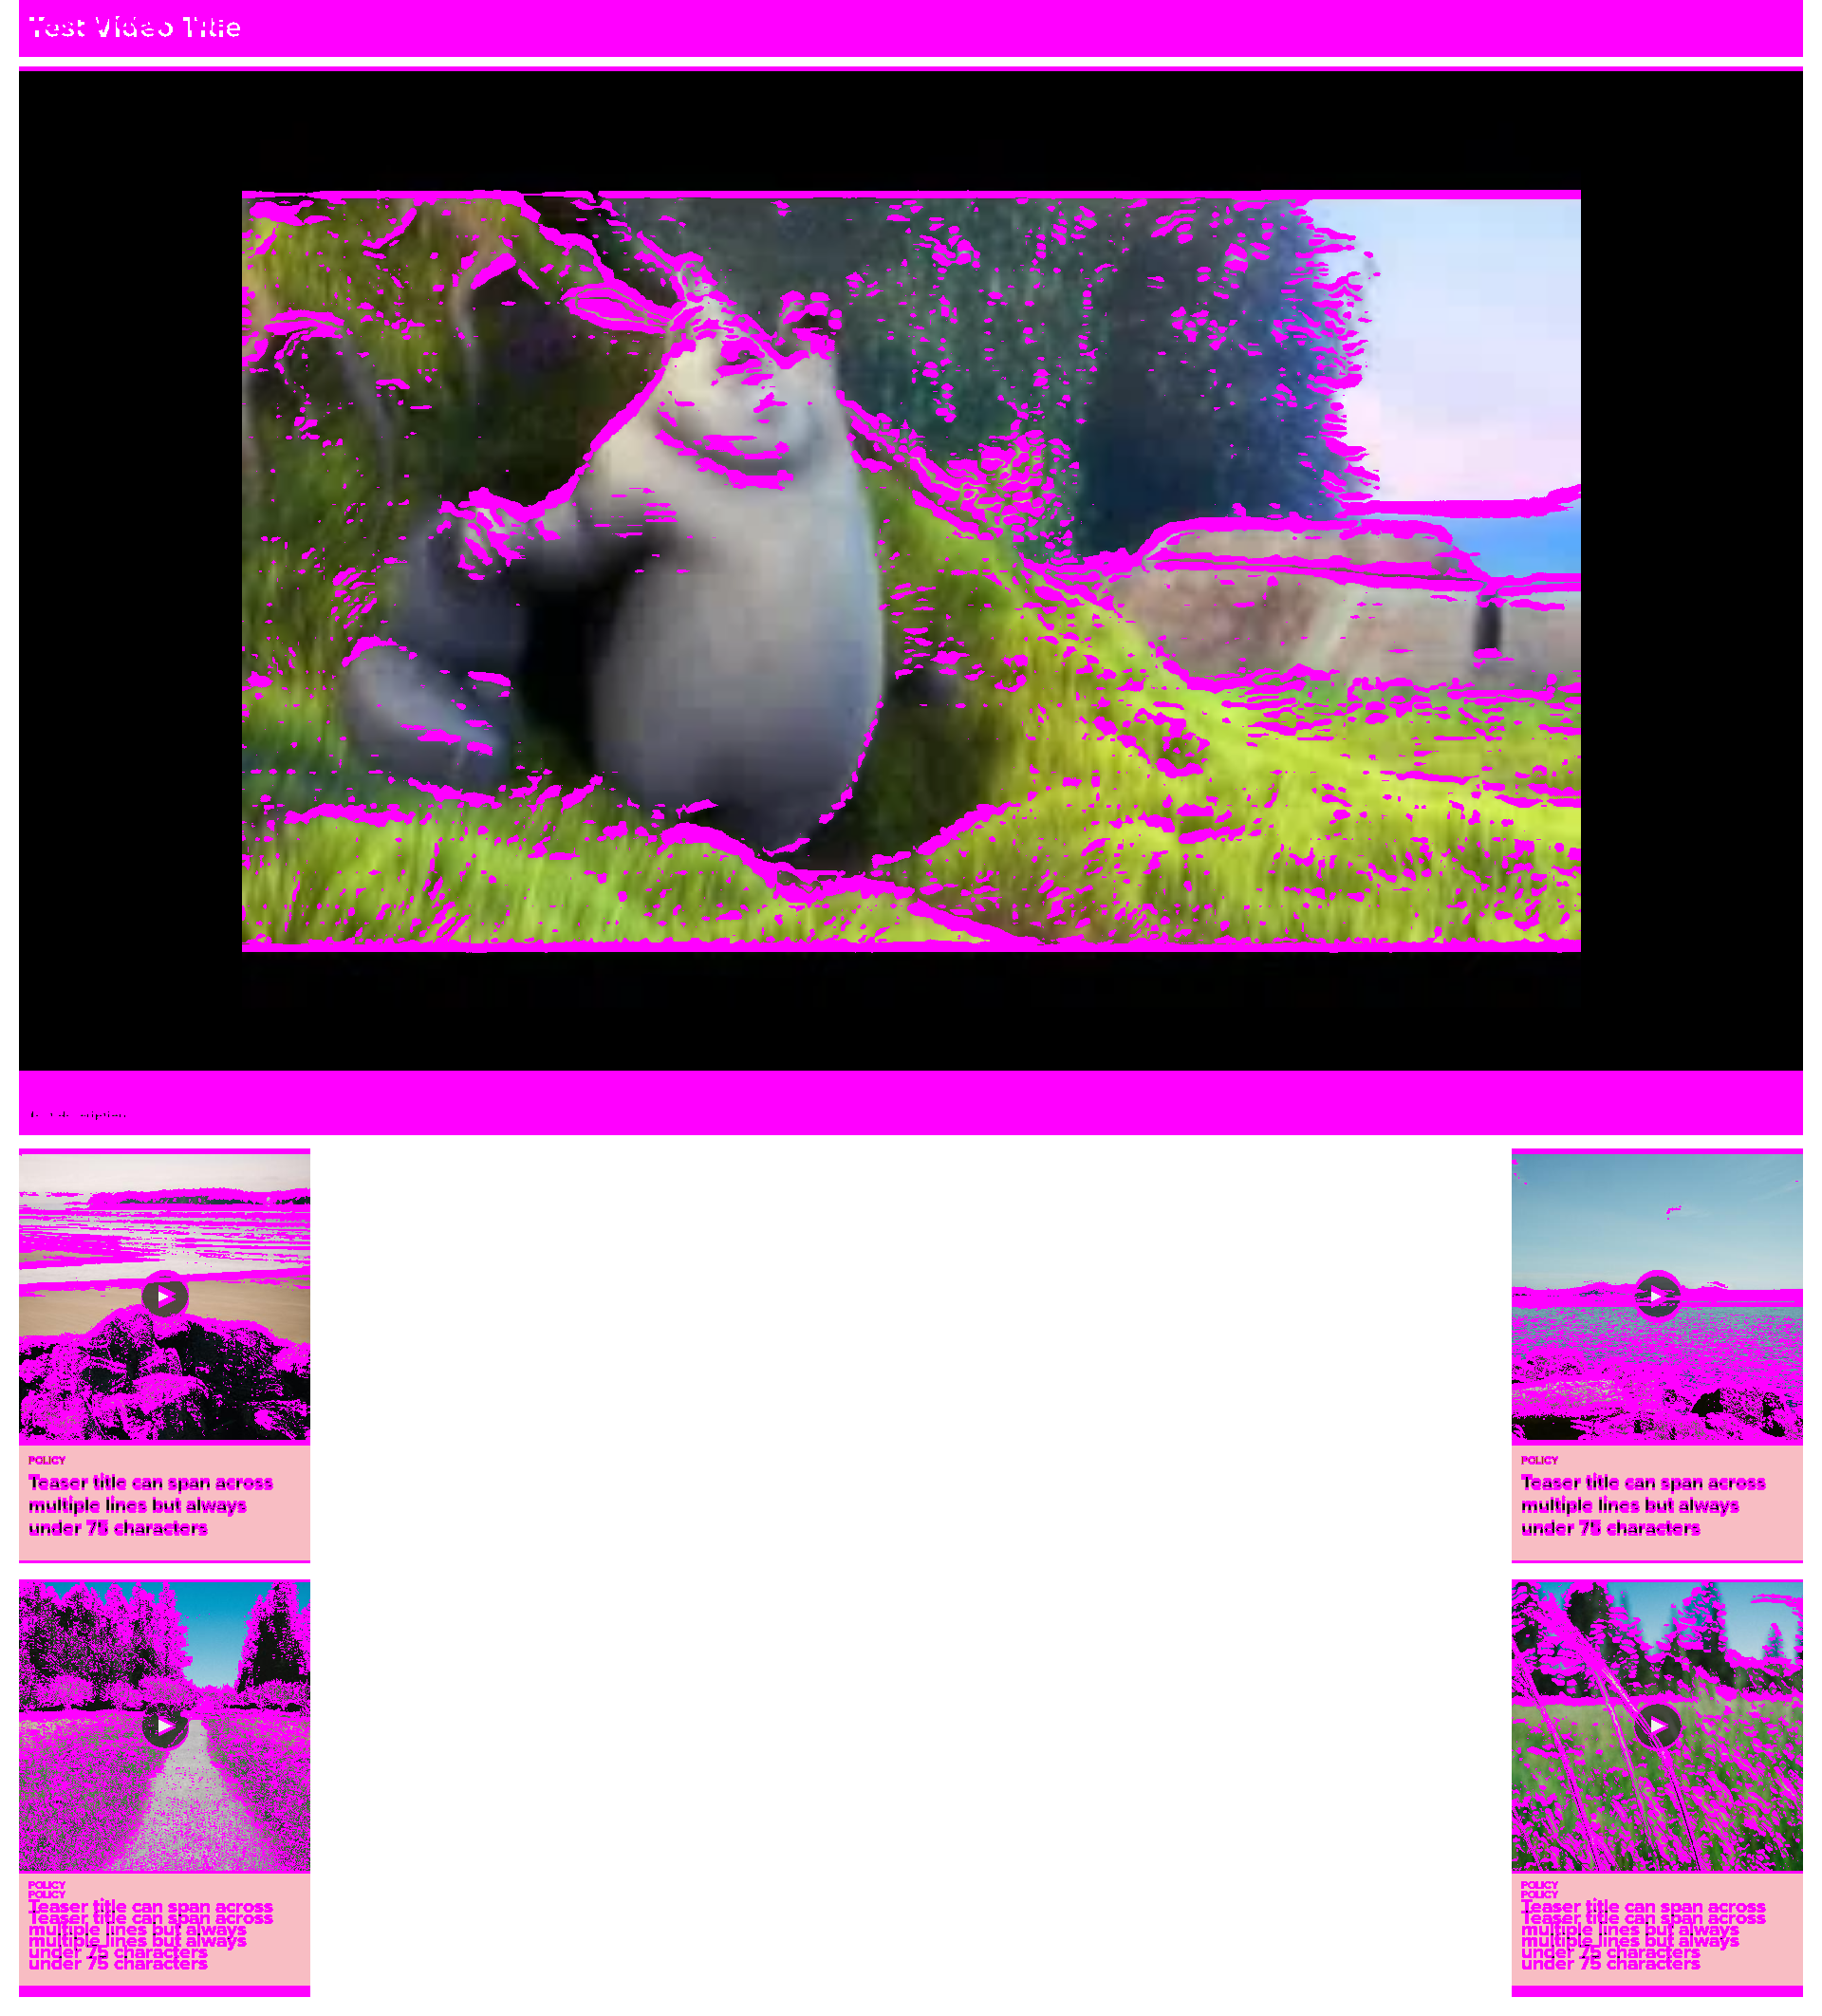 Test Video Title
POLICY
Teaser title can span across
multiple lines but always
under 75 characters
POLICY
Teaser title can span across
multiple lines but always
under 75 characters
POLICY
POLICY
Teaser title can span across
Teaser title can span across
multiple lines but always
multiple lines but always
under 75 characters
under 75 characters
POLICY
POLICY
Teaser title can span across
Teaser title can span across
multiple lines but always
multiple lines but always
under 75 characters
under 75 characters